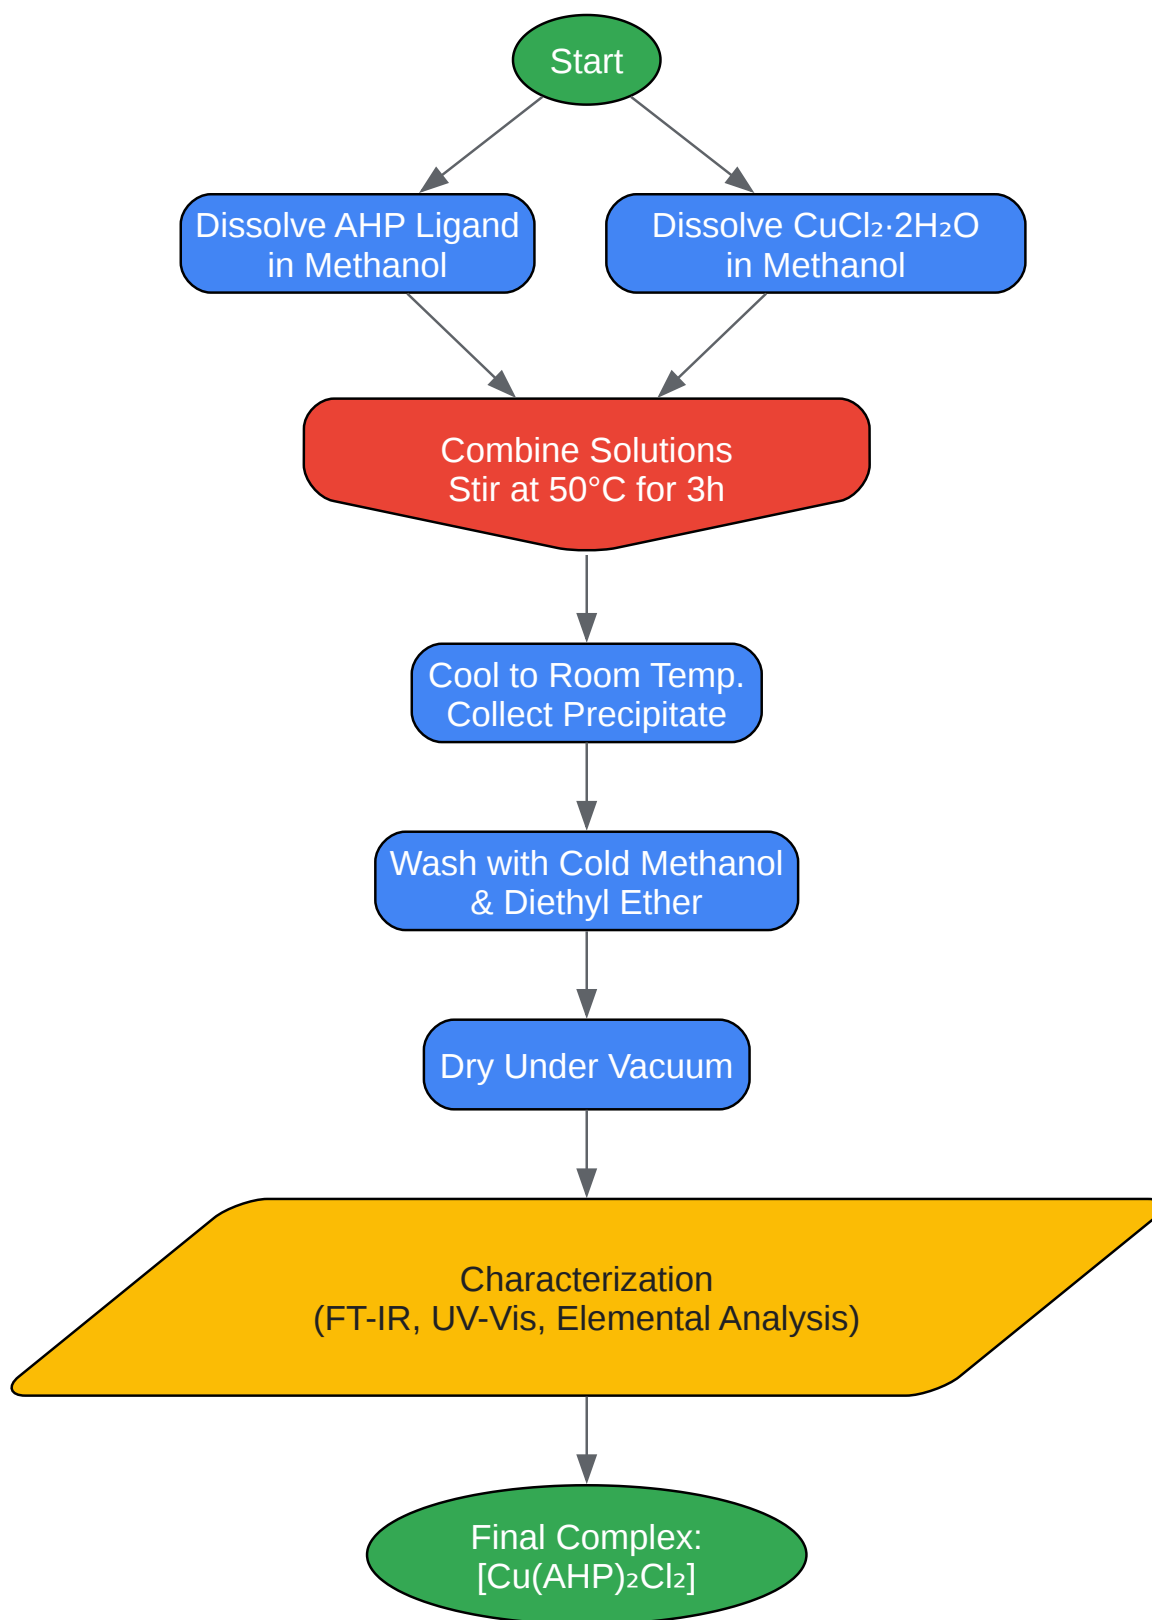 Start
Dissolve AHP Ligand
in Methanol
Dissolve CuCl₂·2H₂O
in Methanol
Combine Solutions
Stir at 50°C for 3h
Cool to Room Temp.
Collect Precipitate
Wash with Cold Methanol
& Diethyl Ether
Dry Under Vacuum
Characterization
(FT-IR, UV-Vis, Elemental Analysis)
Final Complex:
[Cu(AHP)₂Cl₂]